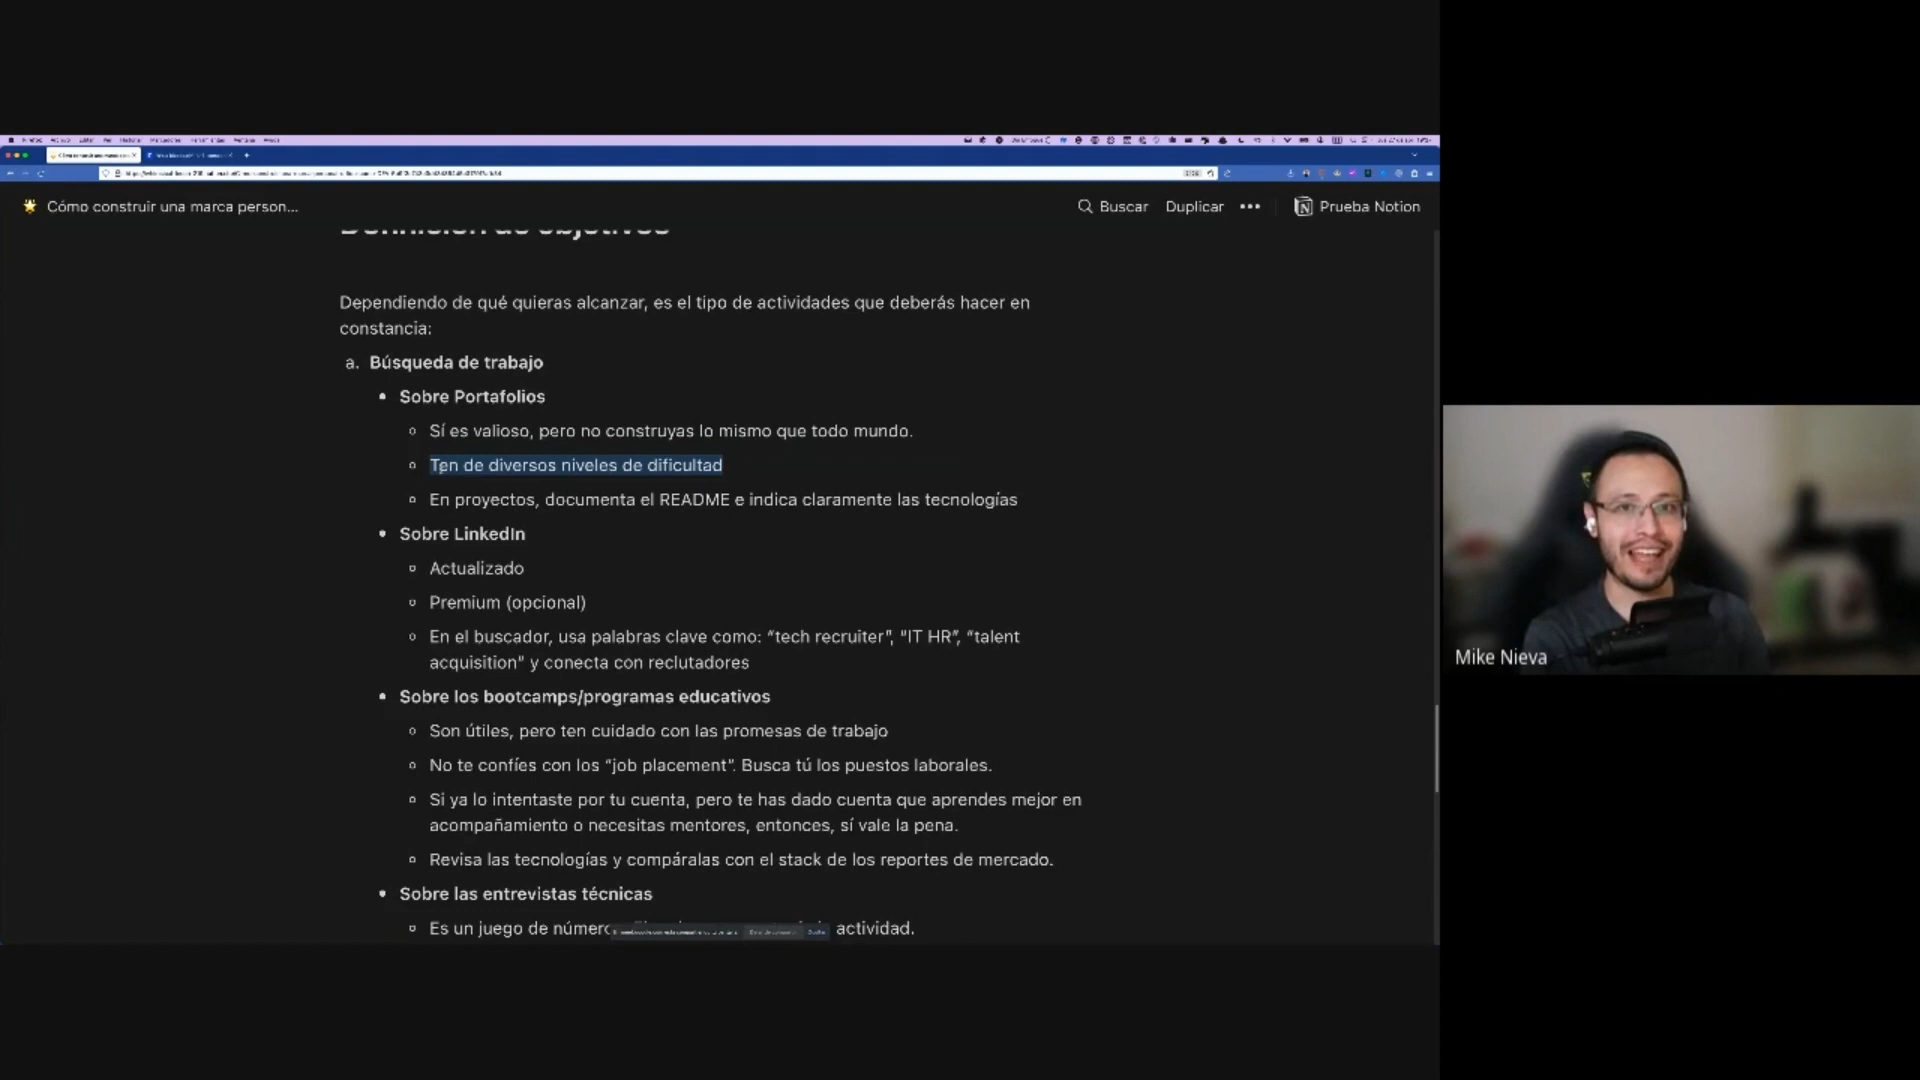 Cómo construir una marca person...
Buscar
Duplicar
Prueba Notion
Definición de objetivos
Dependiendo de qué quieras alcanzar, es el tipo de actividades que deberás hacer en
constancia:
a. Búsqueda de trabajo
• Sobre Portafolios
Sí es valioso, pero no construyas lo mismo que todo mundo.
Ten de diversos niveles de dificultad
En proyectos, documenta el README e indica claramente las tecnologías
• Sobre LinkedIn
Actualizado
Premium (opcional)
En el buscador, usa palabras clave como: “tech recruiter”, “IT HR”, “talent
acquisition” y conecta con reclutadores
• Sobre los bootcamps/programas educativos
Son útiles, pero ten cuidado con las promesas de trabajo
No te confíes con los “job placement”. Busca tú los puestos laborales.
Si ya lo intentaste por tu cuenta, pero te has dado cuenta que aprendes mejor en
acompañamiento o necesitas mentores, entonces, sí vale la pena.
Revisa las tecnologías y compáralas con el stack de los reportes de mercado.
• Sobre las entrevistas técnicas
Es un juego de actividad.
Mike Nieva